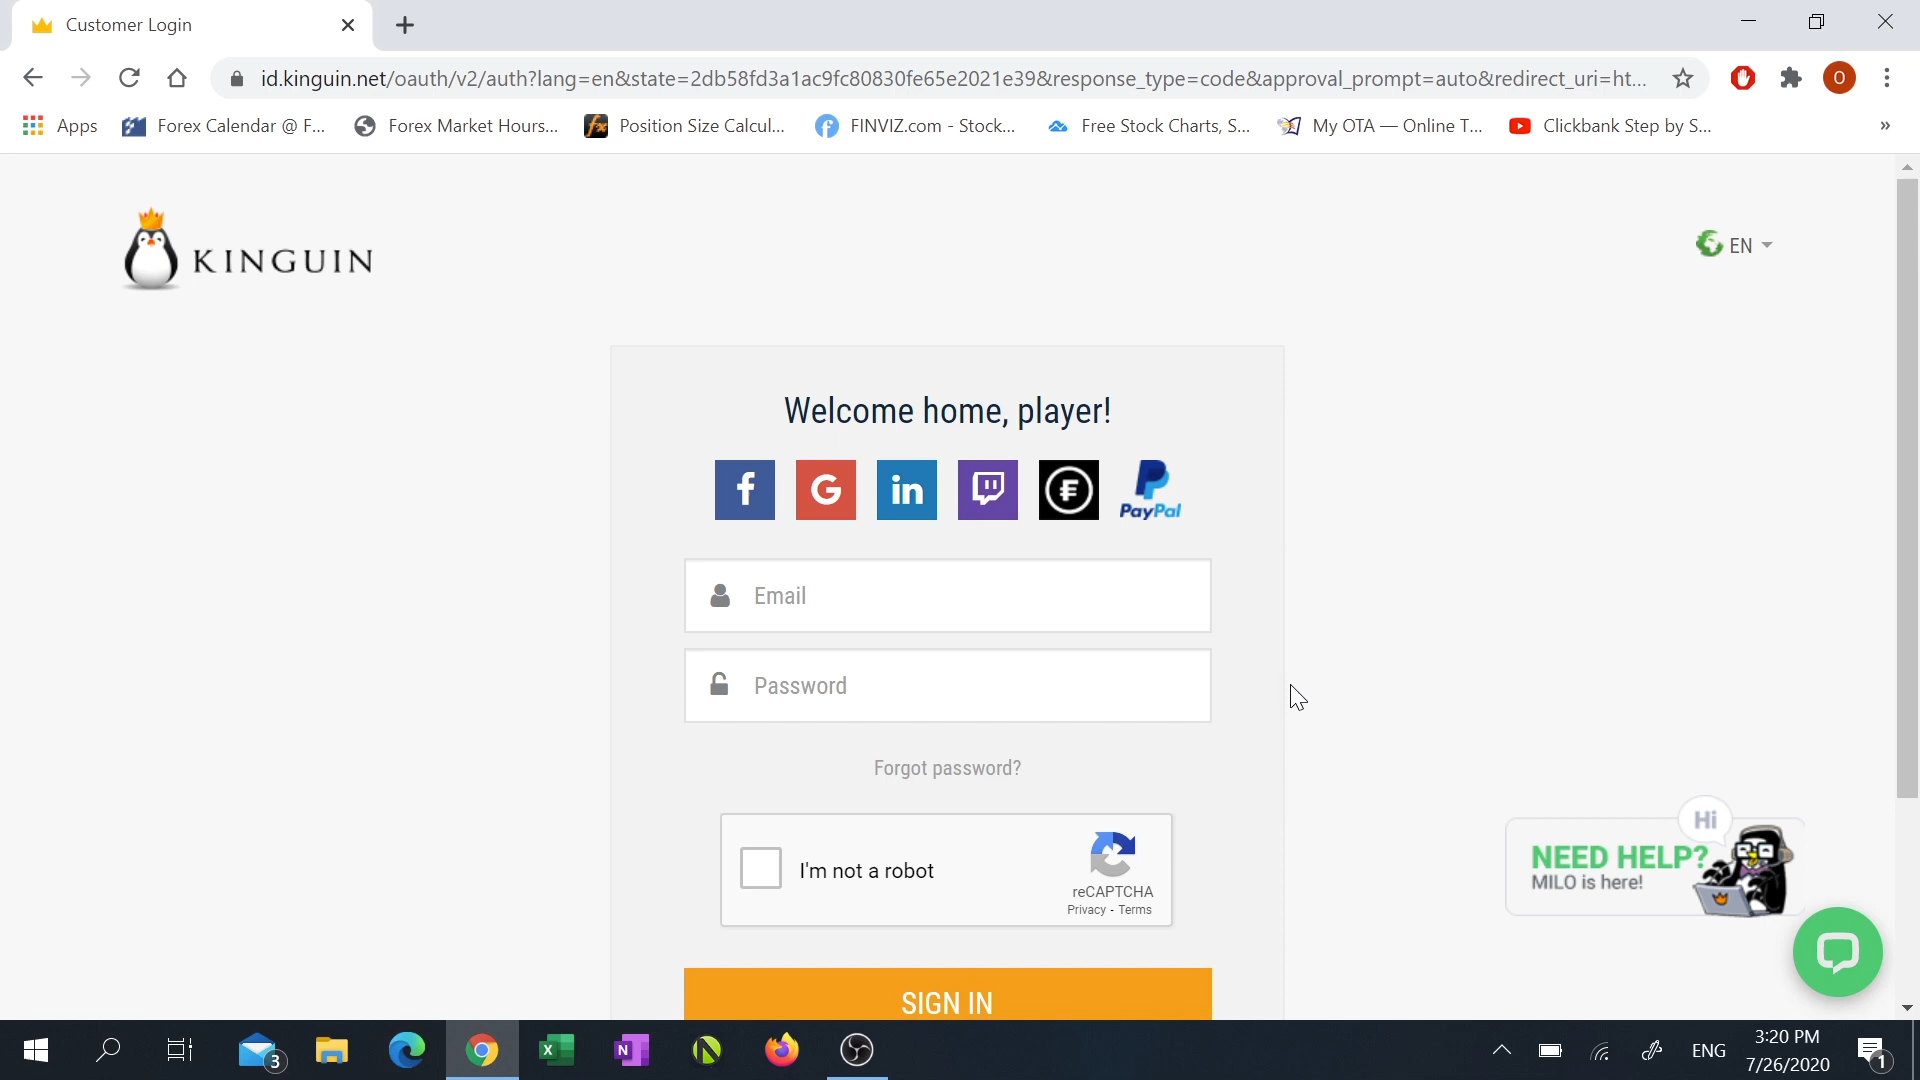 Customer Login
id.kinguin.net/oauth/v2/auth?lang=en&state=2db58fd3a1ac9fc80830fe65e2021e39&response_type=code&approval_prompt=auto&redirect_uri=ht...
O
Apps
Forex Calendar @ F...
Forex Market Hours...
Position Size Calcul...
FINVIZ.com - Stock...
Free Stock Charts, S...
My OTA — Online T...
Clickbank Step by S...
»
KINGUIN
EN
Welcome home, player!
PayPal
Email
Password
Forgot password?
I'm not a robot
reCAPTCHA
Privacy - Terms
Hi
NEED HELP?
MILO is here!
SIGN IN
3
ENG
3:20 PM
7/26/2020
1